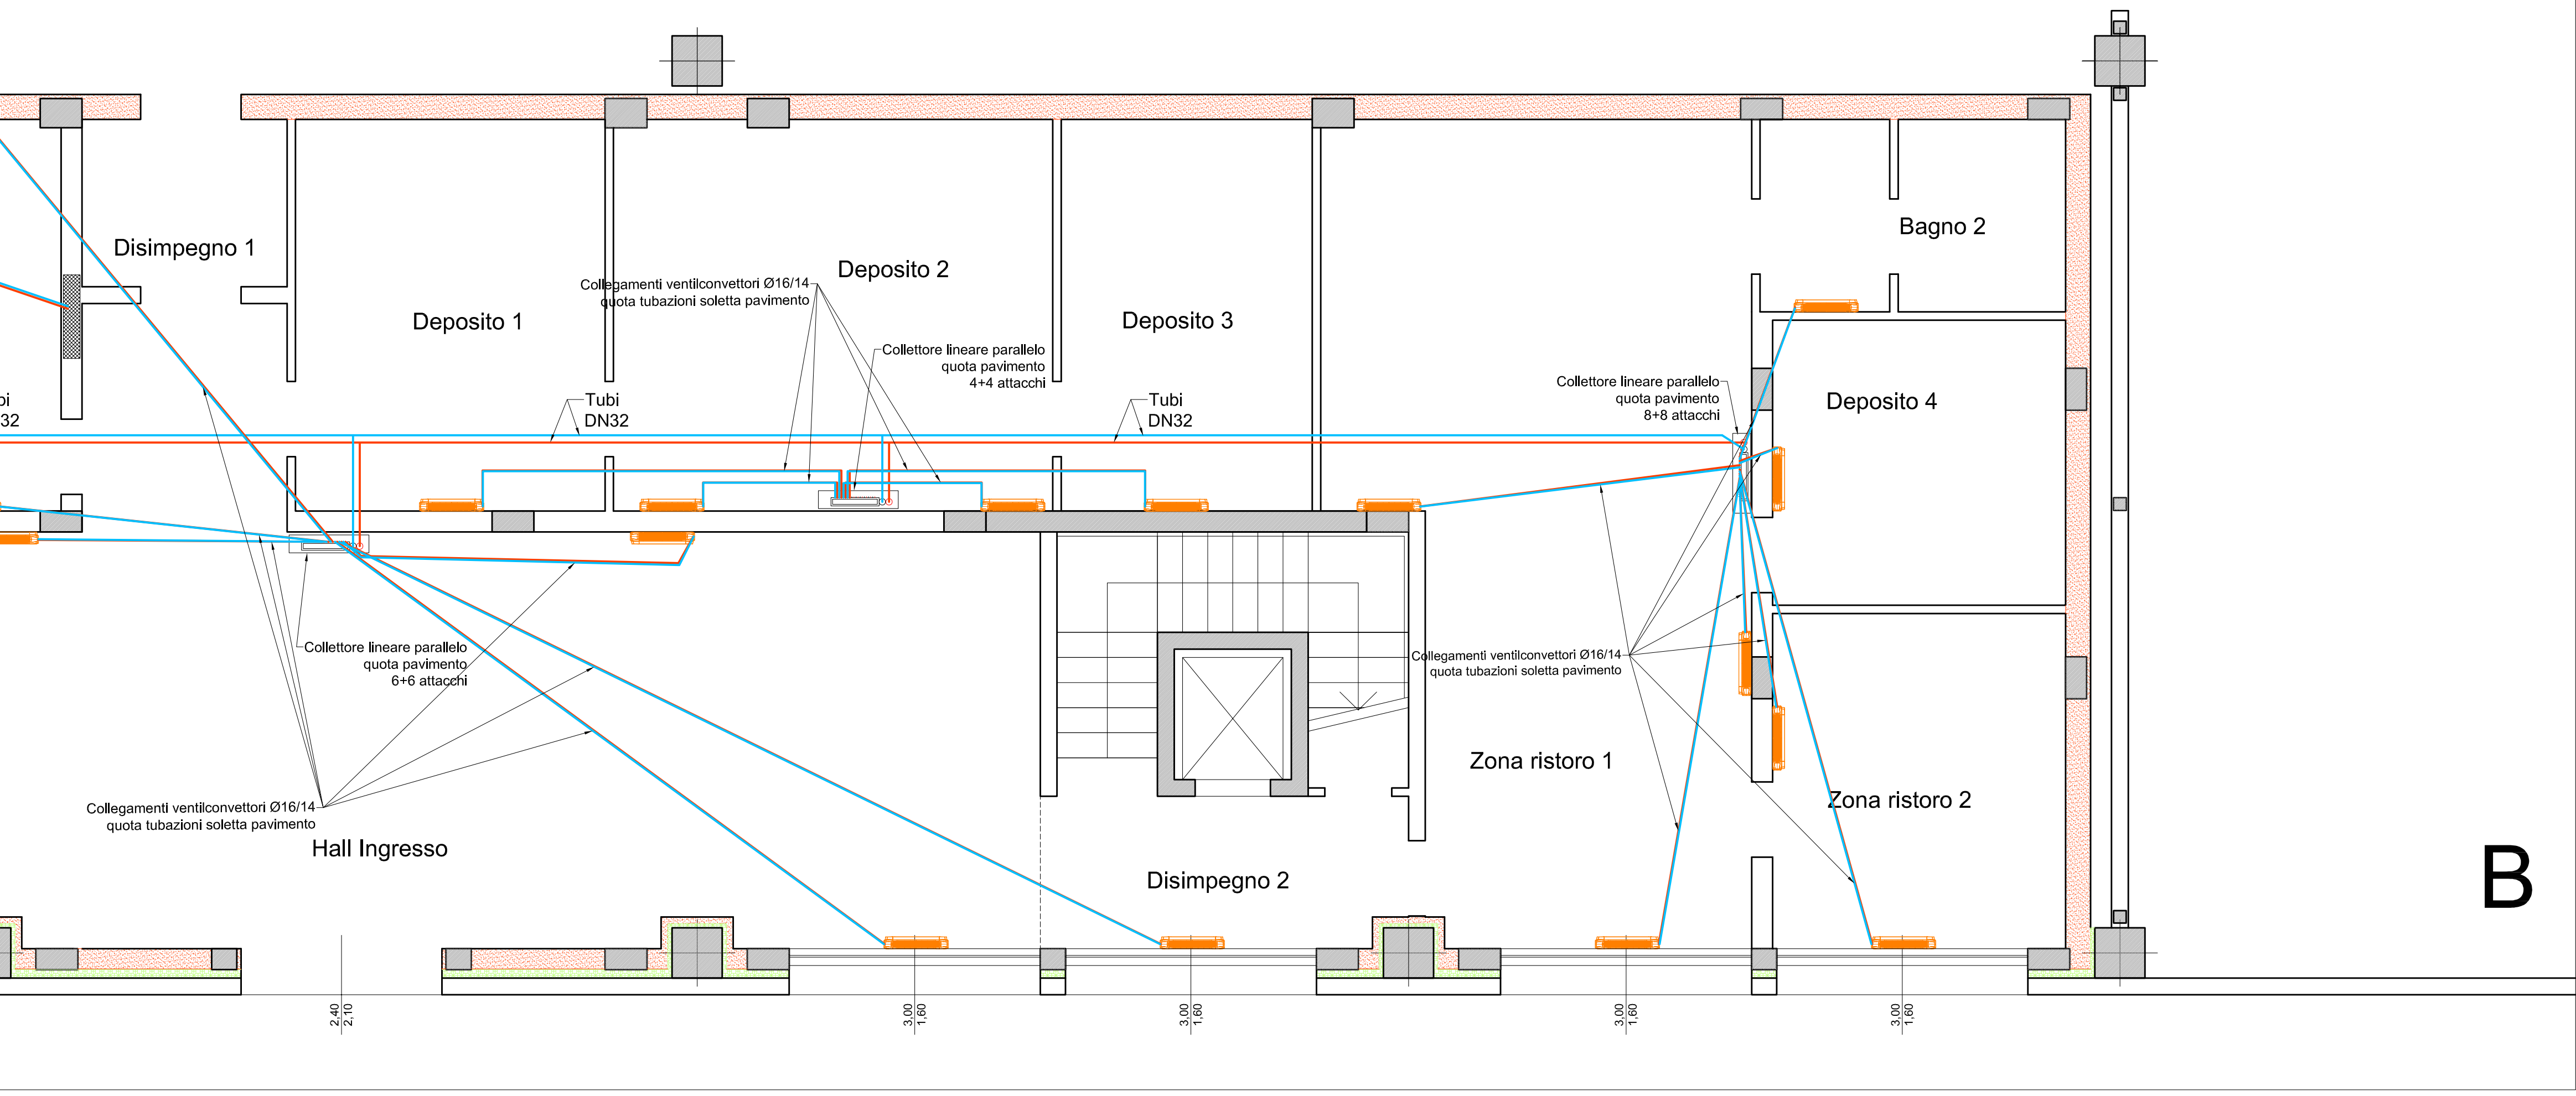 Disimpegno 1
Bagno 2
Deposito 2
Collegamenti ventilconvettori Ø16/14
quota tubazioni soletta pavimento
Deposito 1
Deposito 3
Collettore lineare parallelo
quota pavimento
4+4 attacchi
Collettore lineare parallelo
quota pavimento
8+8 attacchi
Deposito 4
bi
32
Tubi
DN32
Tubi
DN32
Collettore lineare parallelo
quota pavimento
6+6 attacchi
Collegamenti ventilconvettori Ø16/14
quota tubazioni soletta pavimento
Zona ristoro 1
Zona ristoro 2
Collegamenti ventilconvettori Ø16/14
quota tubazioni soletta pavimento
Hall Ingresso
Disimpegno 2
B
2,40
2,10
3,00
1,60
3,00
1,60
3,00
1,60
3,00
1,60